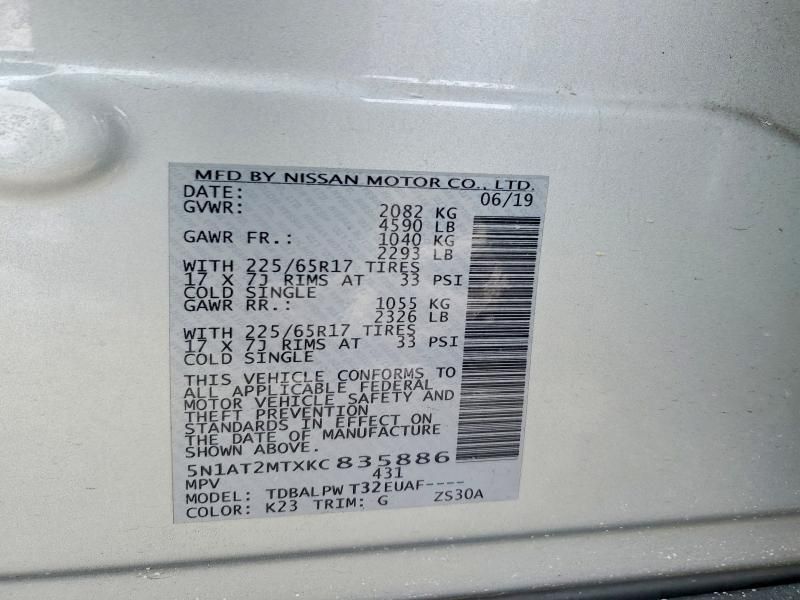 MFD BY NISSAN MOTOR CO., LTD.
DATE: 06/19
GVWR: 2082 KG
4590 LB
GAWR FR.: 1040 KG
2293 LB
WITH 225/65R17 TIRES
17 X 7J RIMS AT 33 PSI
COLD SINGLE
GAWR RR.: 1055 KG
2326 LB
WITH 225/65R17 TIRES
17 X 7J RIMS AT 33 PSI
COLD SINGLE
THIS VEHICLE CONFORMS TO
ALL APPLICABLE FEDERAL
MOTOR VEHICLE SAFETY AND
THEFT PREVENTION
STANDARDS IN EFFECT ON
THE DATE OF MANUFACTURE
SHOWN ABOVE.
5N1AT2MTXKC 835886
MPV 431
MODEL: TDBALPW T32EUAF----
COLOR: K23 TRIM: G ZS30A